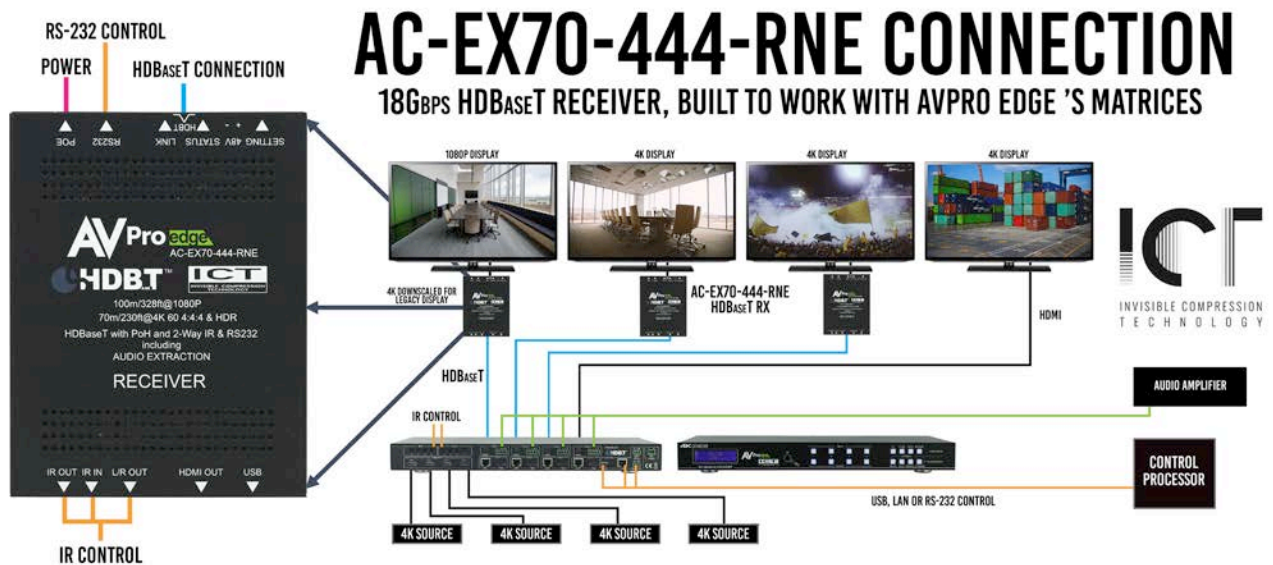 AC-EX70-444-RNE CONNECTION
18GBPS HDBASET RECEIVER, BUILT TO WORK WITH AVPRO EDGE 'S MATRICES
RS-232 CONTROL
POWER
HDBASET CONNECTION
POE
RS232
HDBT
LINK
STATUS
48V
- +
SETTING
AVPro edge
AC-EX70-444-RNE
HDBT™
ICT
INVISIBLE COMPRESSION
TECHNOLOGY
100m/328ft@1080P
70m/230ft@4K 60 4:4:4 & HDR
HDBaseT with PoH and 2-Way IR & RS232
including
AUDIO EXTRACTION
RECEIVER
IR OUT
IR IN
L/R OUT
HDMI OUT
USB
IR CONTROL
1080P DISPLAY
4K DISPLAY
4K DISPLAY
4K DISPLAY
4K DOWNSCALED FOR
LEGACY DISPLAY
AC-EX70-444-RNE
HDBASET RX
HDMI
HDBASET
IR CONTROL
HDBT
AVPro edge
4K SOURCE
4K SOURCE
4K SOURCE
4K SOURCE
USB, LAN OR RS-232 CONTROL
ICT
INVISIBLE COMPRESSION
TECHNOLOGY
AUDIO AMPLIFIER
CONTROL
PROCESSOR